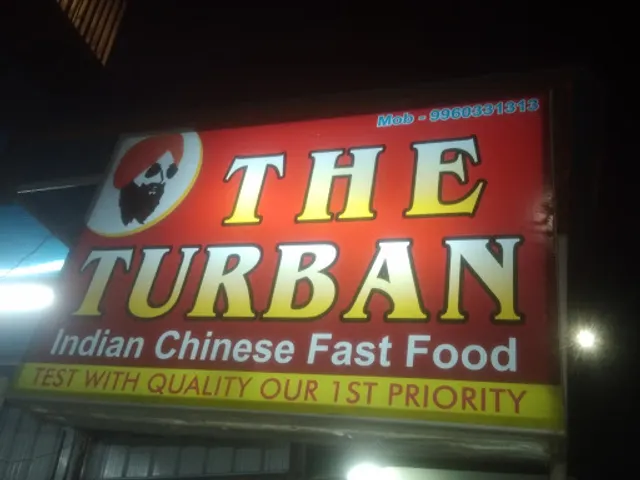 Mob - 9960331313
THE
TURBAN
Indian Chinese Fast Food
TEST WITH QUALITY OUR 1ST PRIORITY